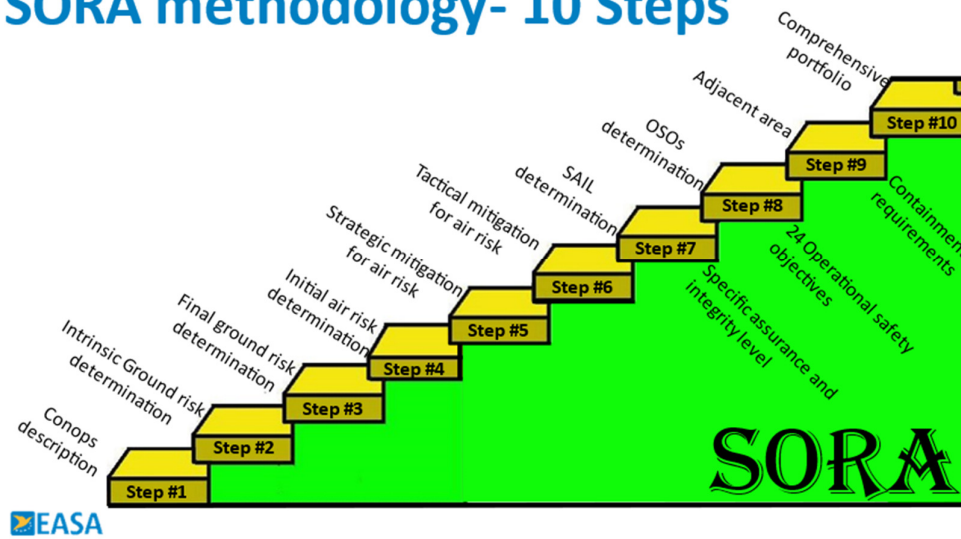 SORA methodology- 10 Steps
Conops
description
Step #1
Intrinsic Ground risk
determination
Step #2
Final ground risk
determination
Step #3
Initial air risk
determination
Step #4
Strategic mitigation
for air risk
Step #5
Tactical mitigation
for air risk
Step #6
SAIL
determination
Step #7
Specific assurance and
integrity level
OSOs
determination
Step #8
24 Operational safety
objectives
Adjacent area
Step #9
Containmen
requirements
Comprehensive
portfolio
Step #10
SORA
EASA